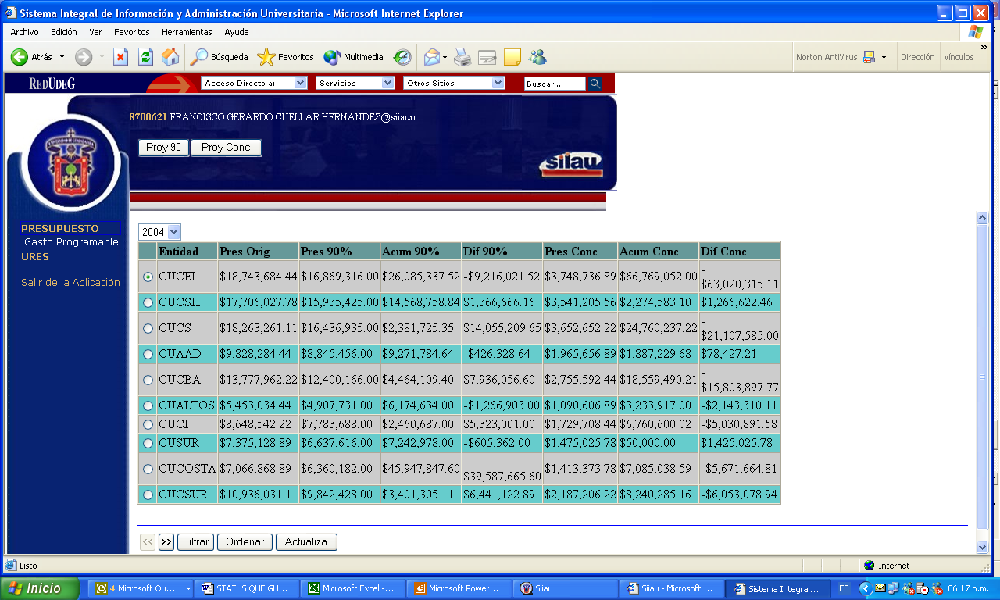 Sistema Integral de Información y Administración Universitaria - Microsoft Internet Explorer
Archivo Edición Ver Favoritos Herramientas Ayuda
Atrás Búsqueda Favoritos Multimedia Norton AntiVirus Dirección Vínculos
REDUDEG Acceso Directo a: Servicios Otros Sitios Buscar...
8700621 FRANCISCO GERARDO CUELLAR HERNANDEZ@siiaun
Proy 90 Proy Conc
siiau
PRESUPUESTO
Gasto Programable
URES
Salir de la Aplicación
2004
Entidad Pres Orig Pres 90% Acum 90% Dif 90% Pres Conc Acum Conc Dif Conc
CUCEI $18,743,684.44 $16,869,316.00 $26,085,337.52 -$9,216,021.52 $3,748,736.89 $66,769,052.00 -$63,020,315.11
CUCSH $17,706,027.78 $15,935,425.00 $14,568,758.84 $1,366,666.16 $3,541,205.56 $2,274,583.10 $1,266,622.46
CUCS $18,263,261.11 $16,436,935.00 $2,381,725.35 $14,055,209.65 $3,652,652.22 $24,760,237.22 -$21,107,585.00
CUAAD $9,828,284.44 $8,845,456.00 $9,271,784.64 -$426,328.64 $1,965,656.89 $1,887,229.68 $78,427.21
CUCBA $13,777,962.22 $12,400,166.00 $4,464,109.40 $7,936,056.60 $2,755,592.44 $18,559,490.21 -$15,803,897.77
CUALTOS $5,453,034.44 $4,907,731.00 $6,174,634.00 -$1,266,903.00 $1,090,606.89 $3,233,917.00 -$2,143,310.11
CUCI $8,648,542.22 $7,783,688.00 $2,460,687.00 $5,323,001.00 $1,729,708.44 $6,760,600.02 -$5,030,891.58
CUSUR $7,375,128.89 $6,637,616.00 $7,242,978.00 -$605,362.00 $1,475,025.78 $50,000.00 $1,425,025.78
CUCOSTA $7,066,868.89 $6,360,182.00 $45,947,847.60 -$39,587,665.60 $1,413,373.78 $7,085,038.59 -$5,671,664.81
CUCSUR $10,936,031.11 $9,842,428.00 $3,401,305.11 $6,441,122.89 $2,187,206.22 $8,240,285.16 -$6,053,078.94
<< >> Filtrar Ordenar Actualiza
Listo Internet
Inicio 4 Microsoft Ou... STATUS QUE GU... Microsoft Excel -... Microsoft Power... Siiau Siiau - Microsoft ... Sistema Integral... ES 06:17 p.m.